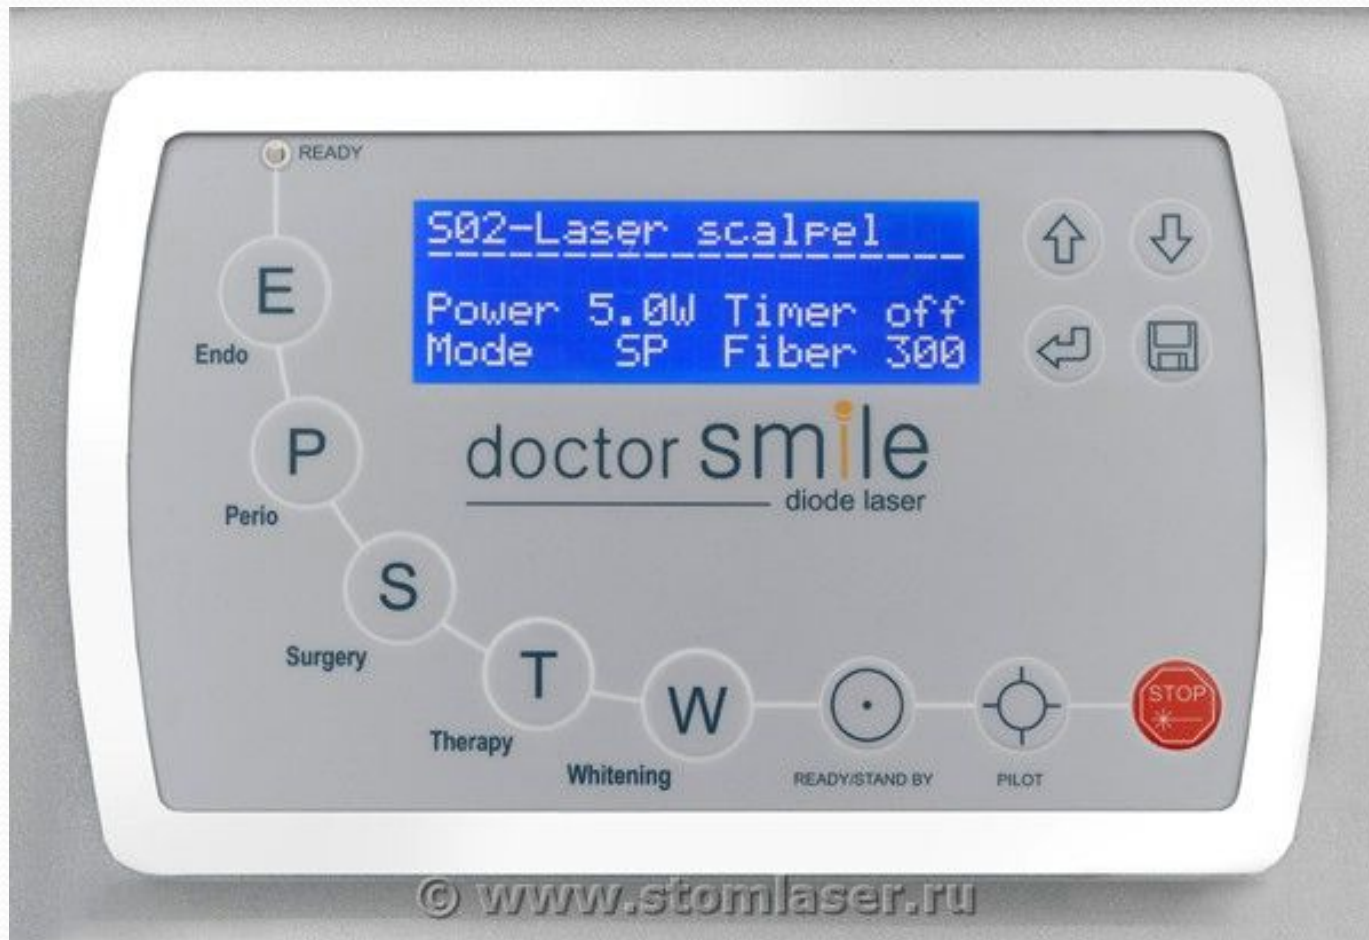 READY
S02-Laser scalpel
Power 5.0W Timer off
Mode SP Fiber 300
E
Endo
doctor smile
diode laser
P
Perio
S
Surgery
T
Therapy
W
Whitening
READY/STAND BY
PILOT
STOP
© www.stomlaser.ru